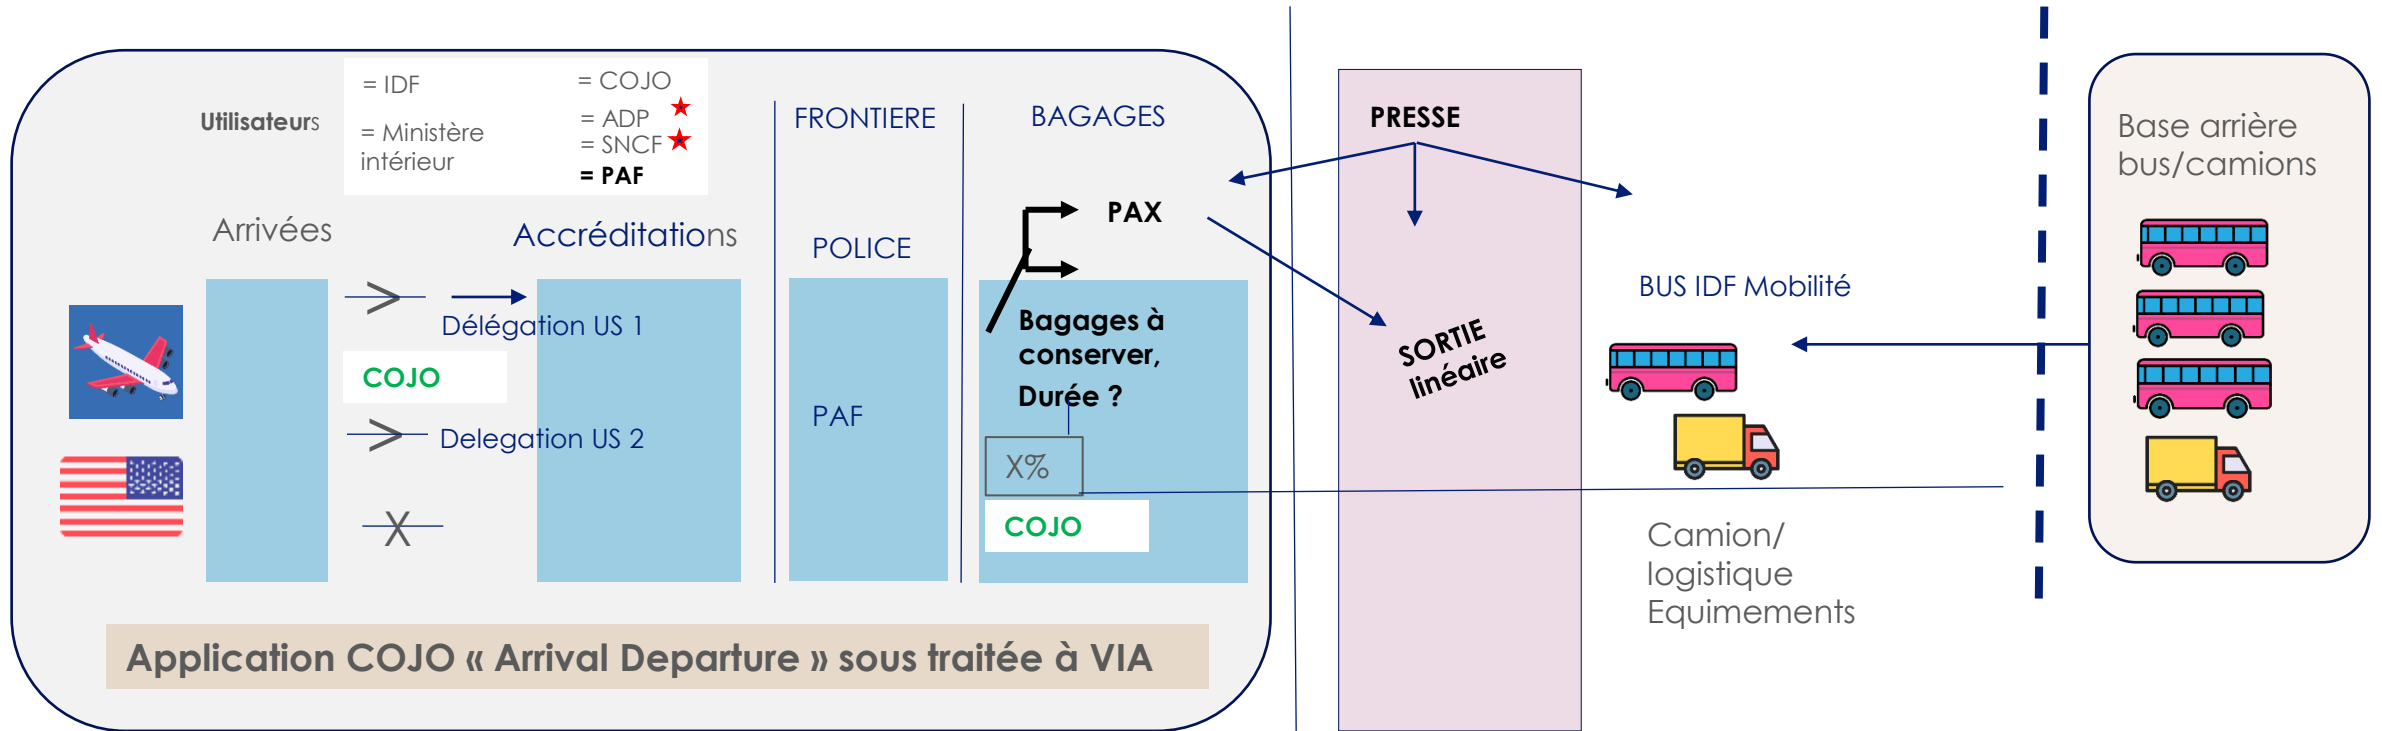 Utilisateurs
= IDF
= Ministère
intérieur
= COJO
= ADP
= SNCF
= PAF
FRONTIERE
BAGAGES
PRESSE
Base arrière
bus/camions
Arrivées
Accréditations
POLICE
PAX
BUS IDF Mobilité
>
Délégation US 1
COJO
>
Delegation US 2
X
PAF
Bagages à
conserver,
Durée ?
X%
COJO
SORTIE
linéaire
Camion/
logistique
Equimements
Application COJO « Arrival Departure » sous traitée à VIA